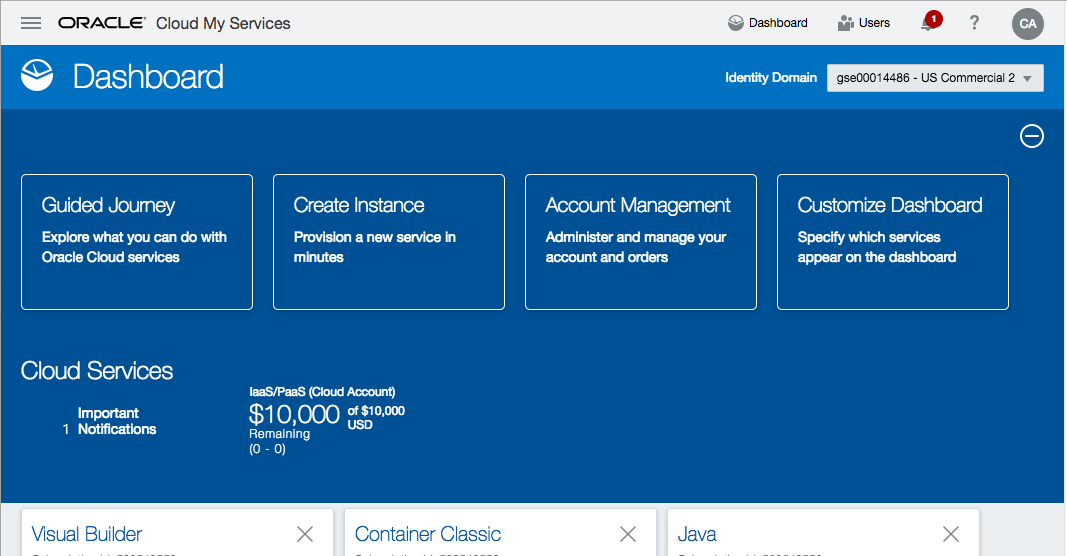 ORACLE Cloud My Services Dashboard Users 1 ? CA
Dashboard Identity Domain gse00014486 - US Commercial 2
Guided Journey
Explore what you can do with
Oracle Cloud services
Create Instance
Provision a new service in
minutes
Account Management
Administer and manage your
account and orders
Customize Dashboard
Specify which services
appear on the dashboard
Cloud Services
1 Important
Notifications
IaaS/PaaS (Cloud Account)
$10,000 of $10,000
USD
Remaining
(0 - 0)
Visual Builder
Container Classic
Java